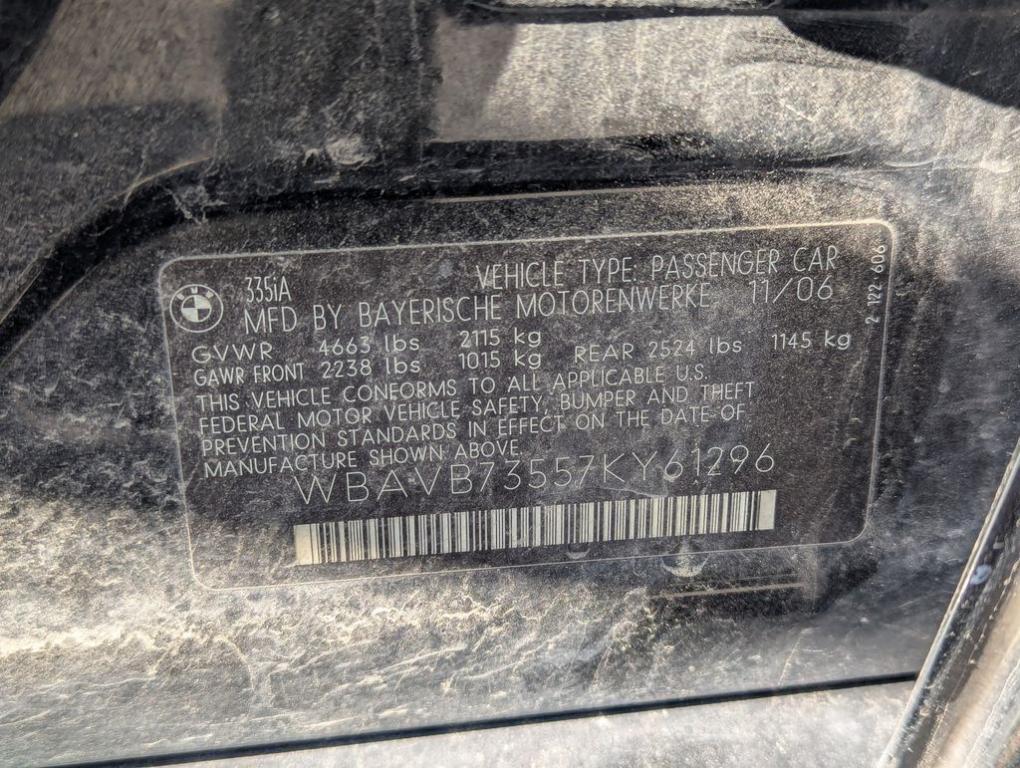 BMW
335iA VEHICLE TYPE: PASSENGER CAR
MFD BY BAYERISCHE MOTORENWERKE 11/06
GVWR 4663 lbs 2115 kg
GAWR FRONT 2238 lbs 1015 kg REAR 2524 lbs 1145 kg
THIS VEHICLE CONFORMS TO ALL APPLICABLE U.S.
FEDERAL MOTOR VEHICLE SAFETY, BUMPER AND THEFT
PREVENTION STANDARDS IN EFFECT ON THE DATE OF
MANUFACTURE SHOWN ABOVE.
WBAVB73557KY61296
2 122 606